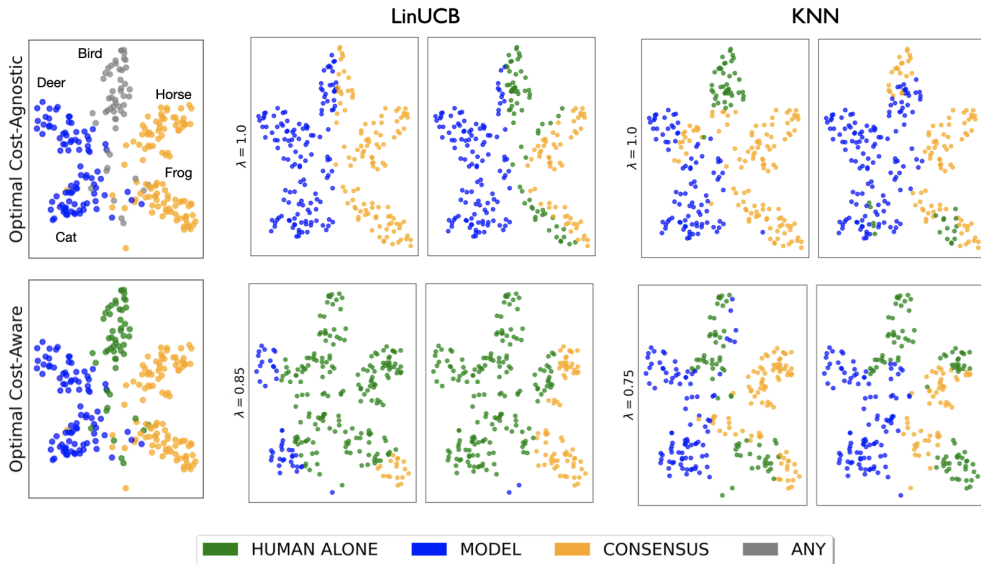 LinUCB
KNN
Optimal Cost-Agnostic
Bird
Deer
Horse
Frog
Cat
λ = 1.0
λ = 1.0
Optimal Cost-Aware
λ = 0.85
λ = 0.75
HUMAN ALONE
MODEL
CONSENSUS
ANY